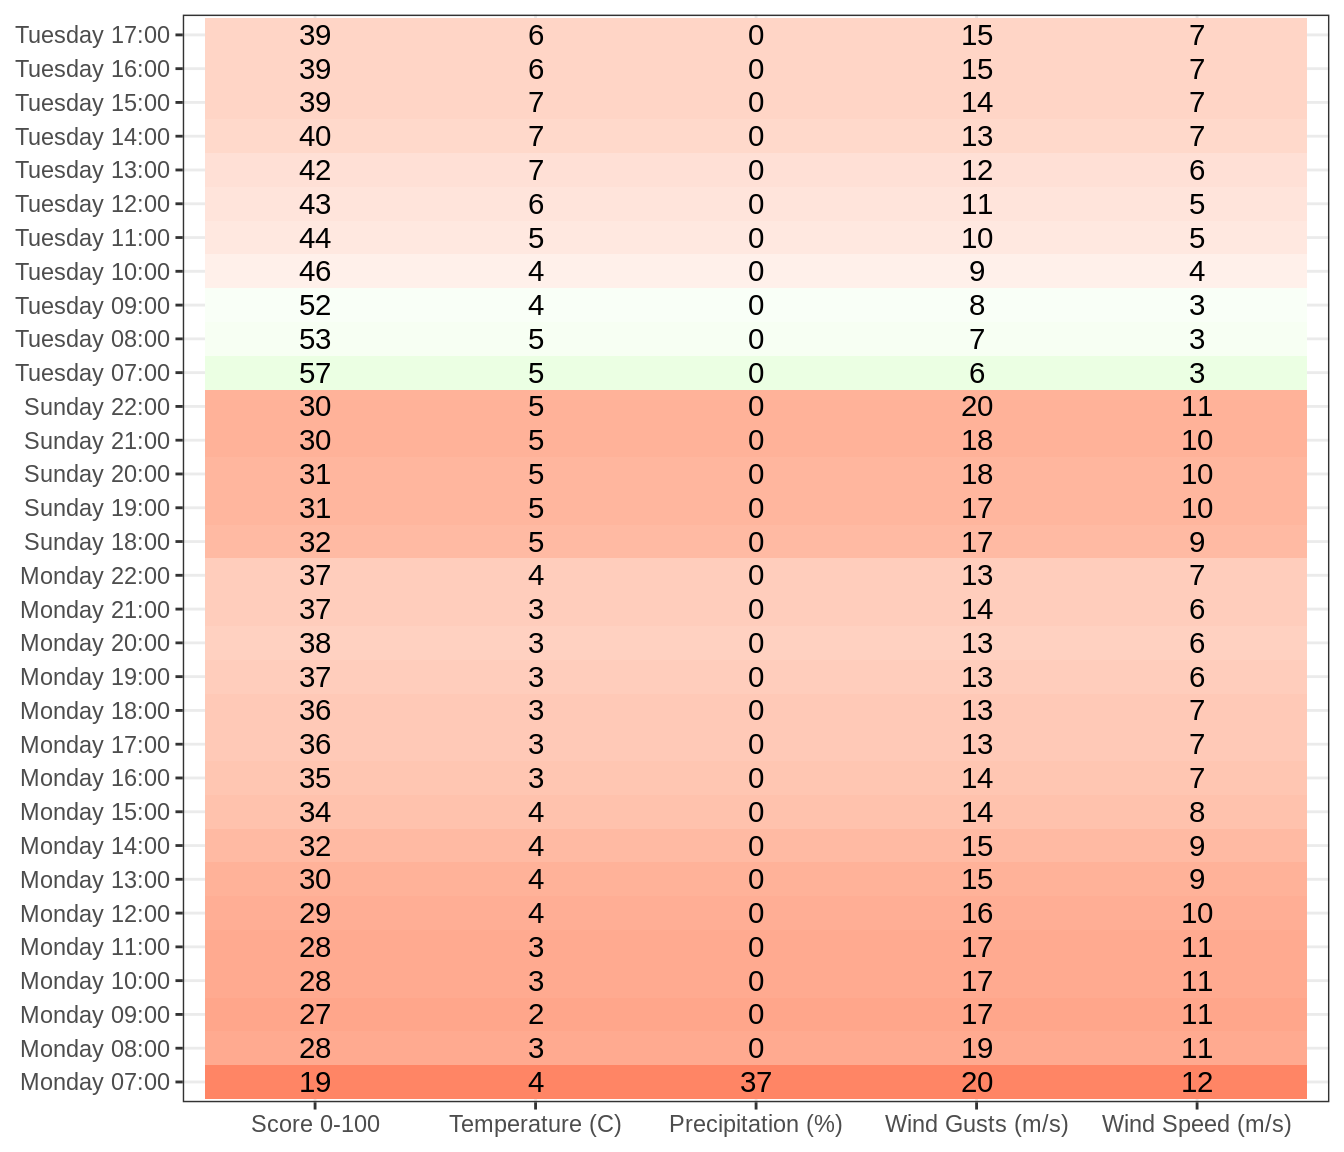 Tuesday 17:00 39 6 0 15 7
Tuesday 16:00 39 6 0 15 7
Tuesday 15:00 39 7 0 14 7
Tuesday 14:00 40 7 0 13 7
Tuesday 13:00 42 7 0 12 6
Tuesday 12:00 43 6 0 11 5
Tuesday 11:00 44 5 0 10 5
Tuesday 10:00 46 4 0 9 4
Tuesday 09:00 52 4 0 8 3
Tuesday 08:00 53 5 0 7 3
Tuesday 07:00 57 5 0 6 3
Sunday 22:00 30 5 0 20 11
Sunday 21:00 30 5 0 18 10
Sunday 20:00 31 5 0 18 10
Sunday 19:00 31 5 0 17 10
Sunday 18:00 32 5 0 17 9
Monday 22:00 37 4 0 13 7
Monday 21:00 37 3 0 14 6
Monday 20:00 38 3 0 13 6
Monday 19:00 37 3 0 13 6
Monday 18:00 36 3 0 13 7
Monday 17:00 36 3 0 13 7
Monday 16:00 35 3 0 14 7
Monday 15:00 34 4 0 14 8
Monday 14:00 32 4 0 15 9
Monday 13:00 30 4 0 15 9
Monday 12:00 29 4 0 16 10
Monday 11:00 28 3 0 17 11
Monday 10:00 28 3 0 17 11
Monday 09:00 27 2 0 17 11
Monday 08:00 28 3 0 19 11
Monday 07:00 19 4 37 20 12
Score 0-100 Temperature (C) Precipitation (%) Wind Gusts (m/s) Wind Speed (m/s)